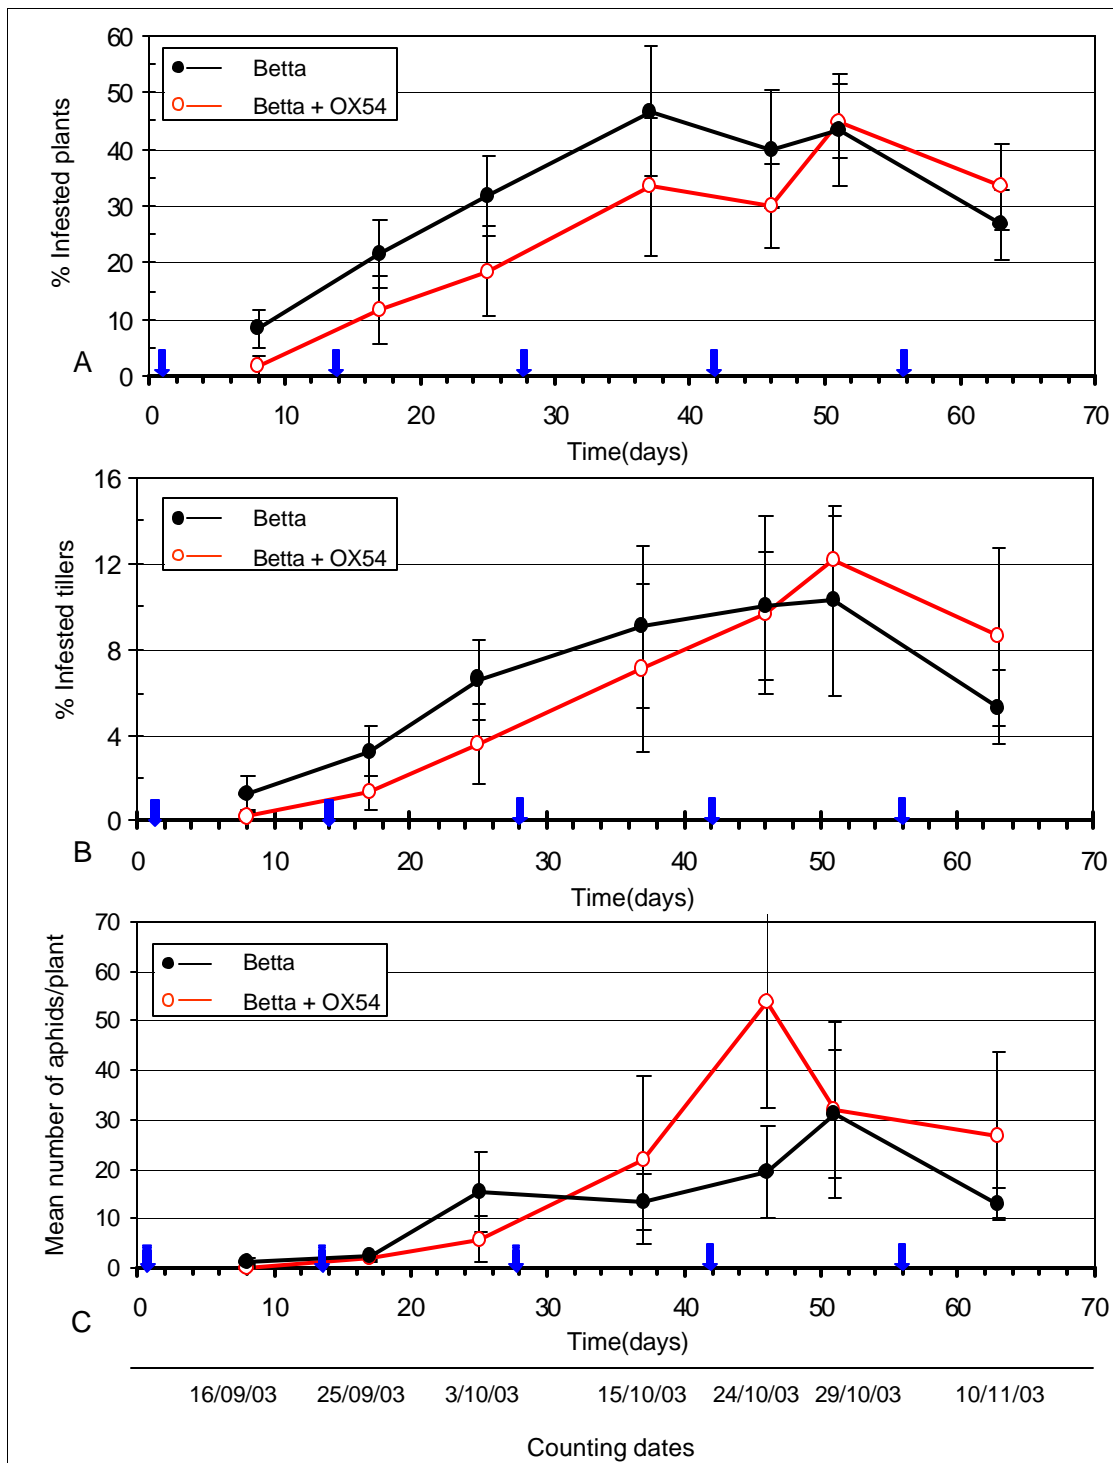 60
50
40
30
20
10
0
% Infested plants
Betta
Betta + OX54
A
0 10 20 30 40 50 60 70
Time(days)
16
12
8
4
0
% Infested tillers
Betta
Betta + OX54
B
0 10 20 30 40 50 60 70
Time(days)
70
60
50
40
30
20
10
0
Mean number of aphids/plant
Betta
Betta + OX54
C
0 10 20 30 40 50 60 70
Time(days)
16/09/03 25/09/03 3/10/03 15/10/03 24/10/03 29/10/03 10/11/03
Counting dates